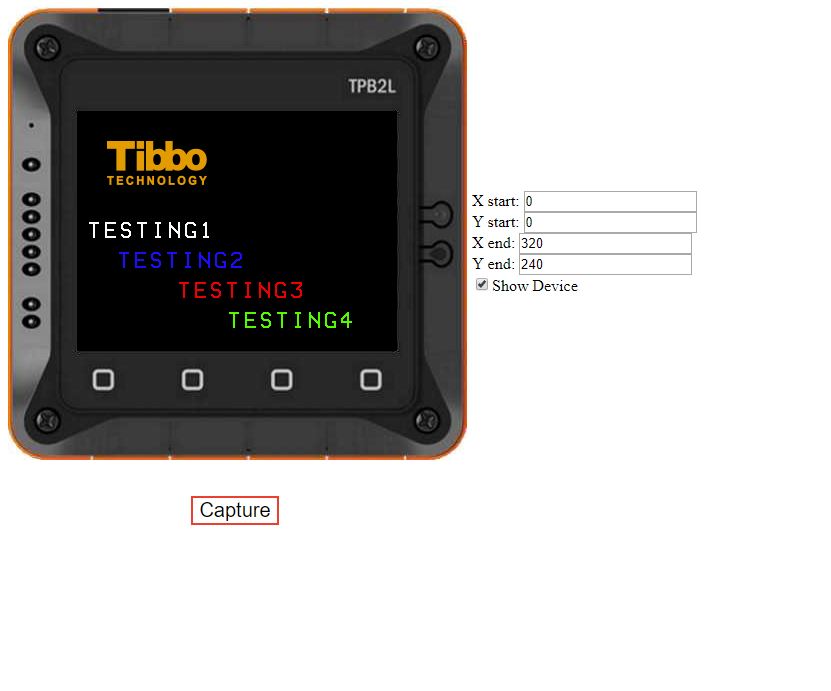 TPB2L
Tibbo
TECHNOLOGY
TESTING1
TESTING2
TESTING3
TESTING4
X start: 0
Y start: 0
X end: 320
Y end: 240
Show Device
Capture